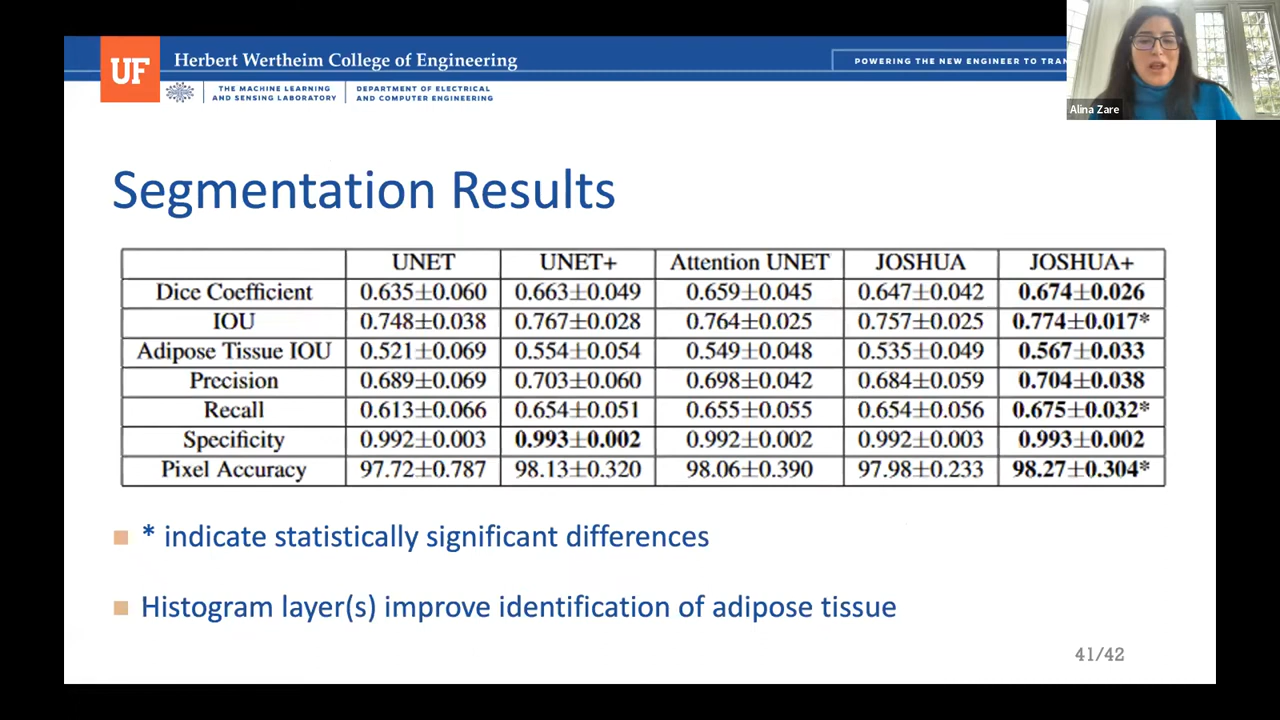 UF
Herbert Wertheim College of Engineering
THE MACHINE LEARNING
AND SENSING LABORATORY
DEPARTMENT OF ELECTRICAL
AND COMPUTER ENGINEERING
POWERING THE NEW ENGINEER TO TRAN
Alina Zare
Segmentation Results
UNET UNET+ Attention UNET JOSHUA JOSHUA+
Dice Coefficient 0.635±0.060 0.663±0.049 0.659±0.045 0.647±0.042 0.674±0.026
IOU 0.748±0.038 0.767±0.028 0.764±0.025 0.757±0.025 0.774±0.017*
Adipose Tissue IOU 0.521±0.069 0.554±0.054 0.549±0.048 0.535±0.049 0.567±0.033
Precision 0.689±0.069 0.703±0.060 0.698±0.042 0.684±0.059 0.704±0.038
Recall 0.613±0.066 0.654±0.051 0.655±0.055 0.654±0.056 0.675±0.032*
Specificity 0.992±0.003 0.993±0.002 0.992±0.002 0.992±0.003 0.993±0.002
Pixel Accuracy 97.72±0.787 98.13±0.320 98.06±0.390 97.98±0.233 98.27±0.304*
* indicate statistically significant differences
Histogram layer(s) improve identification of adipose tissue
41/42